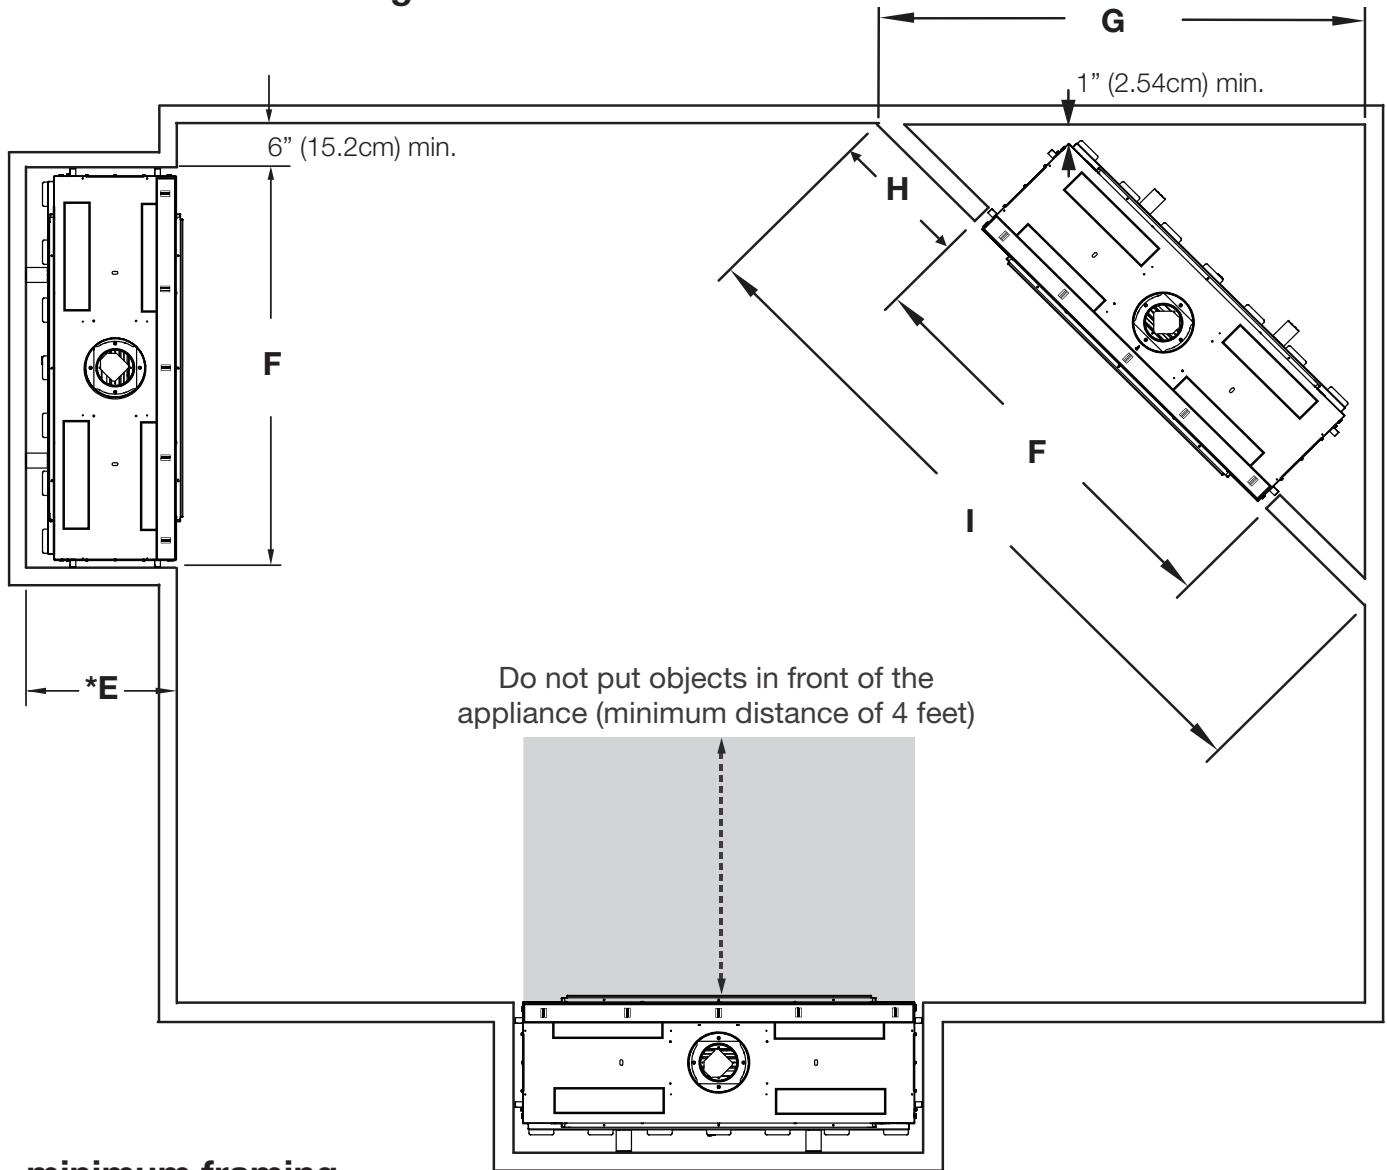 G
1” (2.54cm) min.
6” (15.2cm) min.
H
F
F
I
*E
Do not put objects in front of the
appliance (minimum distance of 4 feet)
minimum framing